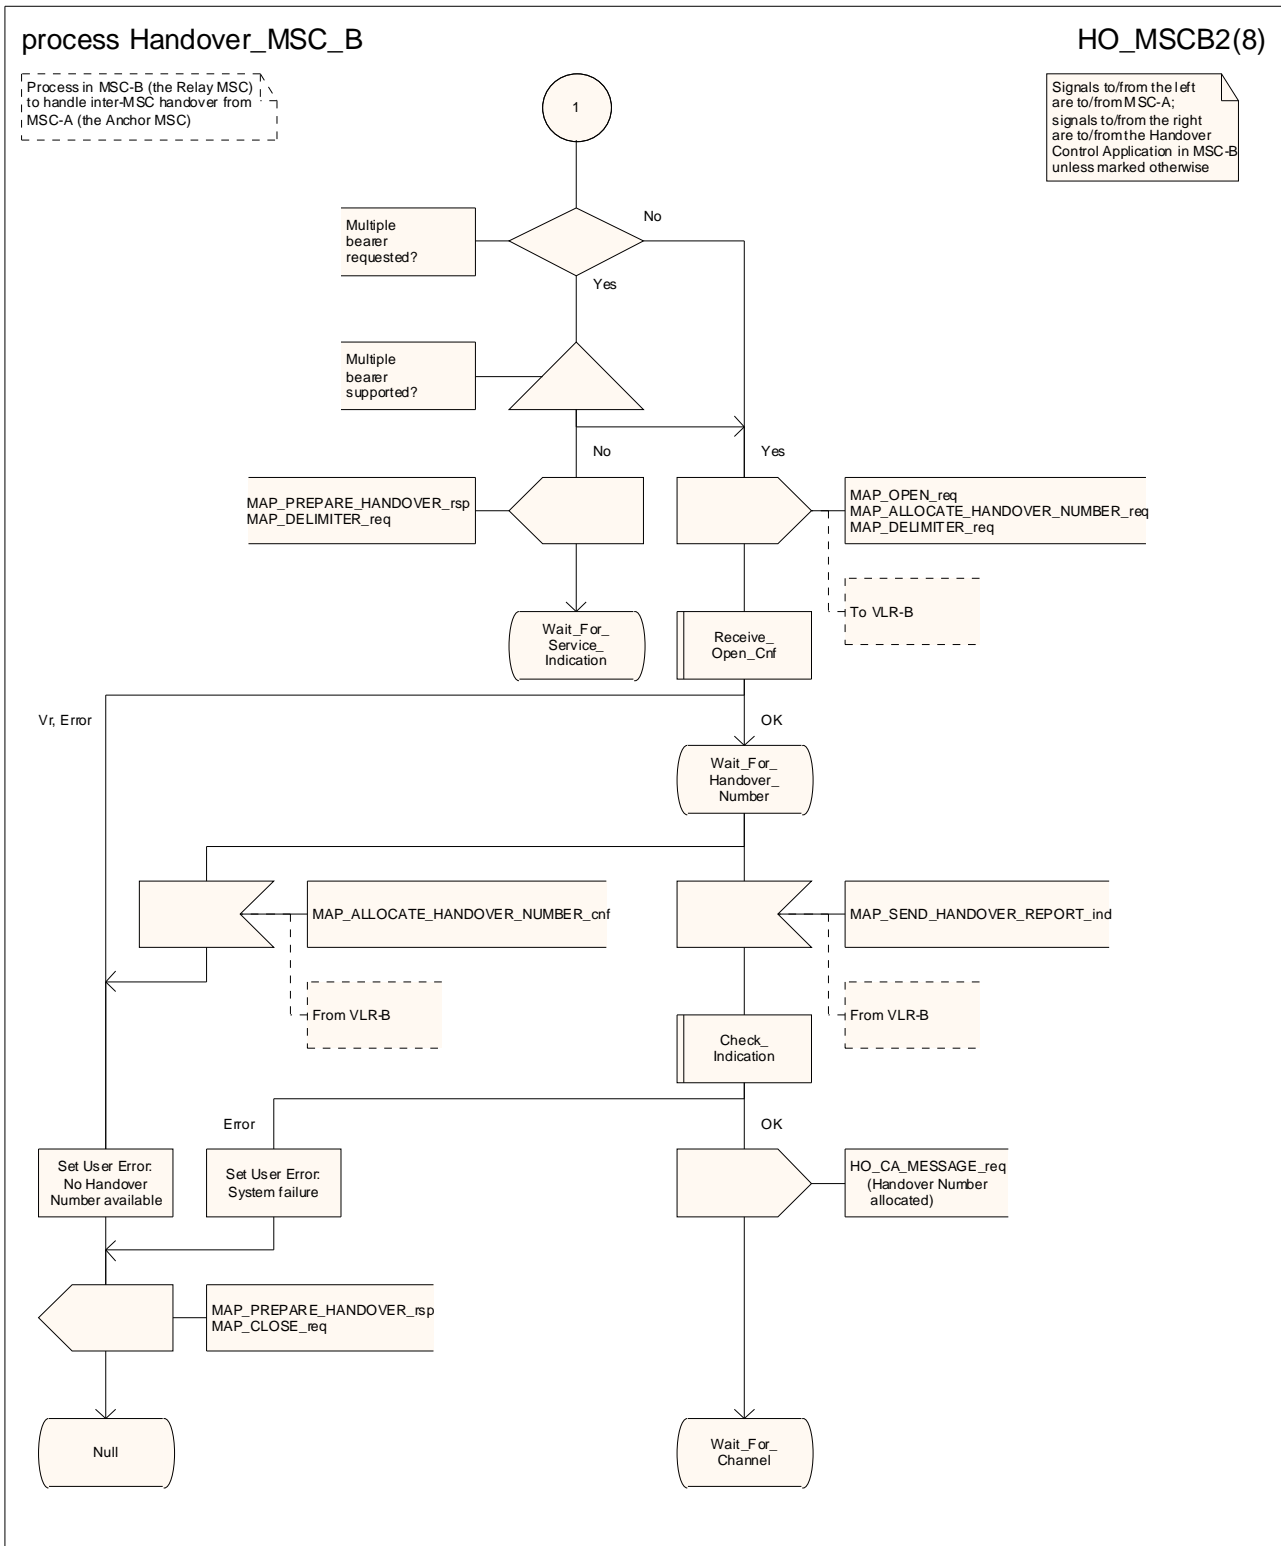 process Handover_MSC_B
HO_MSCB2(8)
Process in MSC-B (the Relay MSC)
to handle inter-MSC handover from
MSC-A (the Anchor MSC)
Signals to/from the left
are to/from MSC-A;
signals to/from the right
are to/from the Handover
Control Application in MSC-B
unless marked otherwise
1
Multiple
bearer
requested?
No
Yes
Multiple
bearer
supported?
No
Yes
MAP_PREPARE_HANDOVER_rsp
MAP_DELIMITER_req
MAP_OPEN_req
MAP_ALLOCATE_HANDOVER_NUMBER_req
MAP_DELIMITER_req
To VLR-B
Wait_For_
Service_
Indication
Receive_
Open_Cnf
Vr, Error
OK
Wait_For_
Handover_
Number
MAP_ALLOCATE_HANDOVER_NUMBER_cnf
MAP_SEND_HANDOVER_REPORT_ind
From VLR-B
From VLR-B
Check_
Indication
Error
OK
Set User Error:
No Handover
Number available
Set User Error:
System failure
HO_CA_MESSAGE_req
(Handover Number
allocated)
MAP_PREPARE_HANDOVER_rsp
MAP_CLOSE_req
Null
Wait_For_
Channel